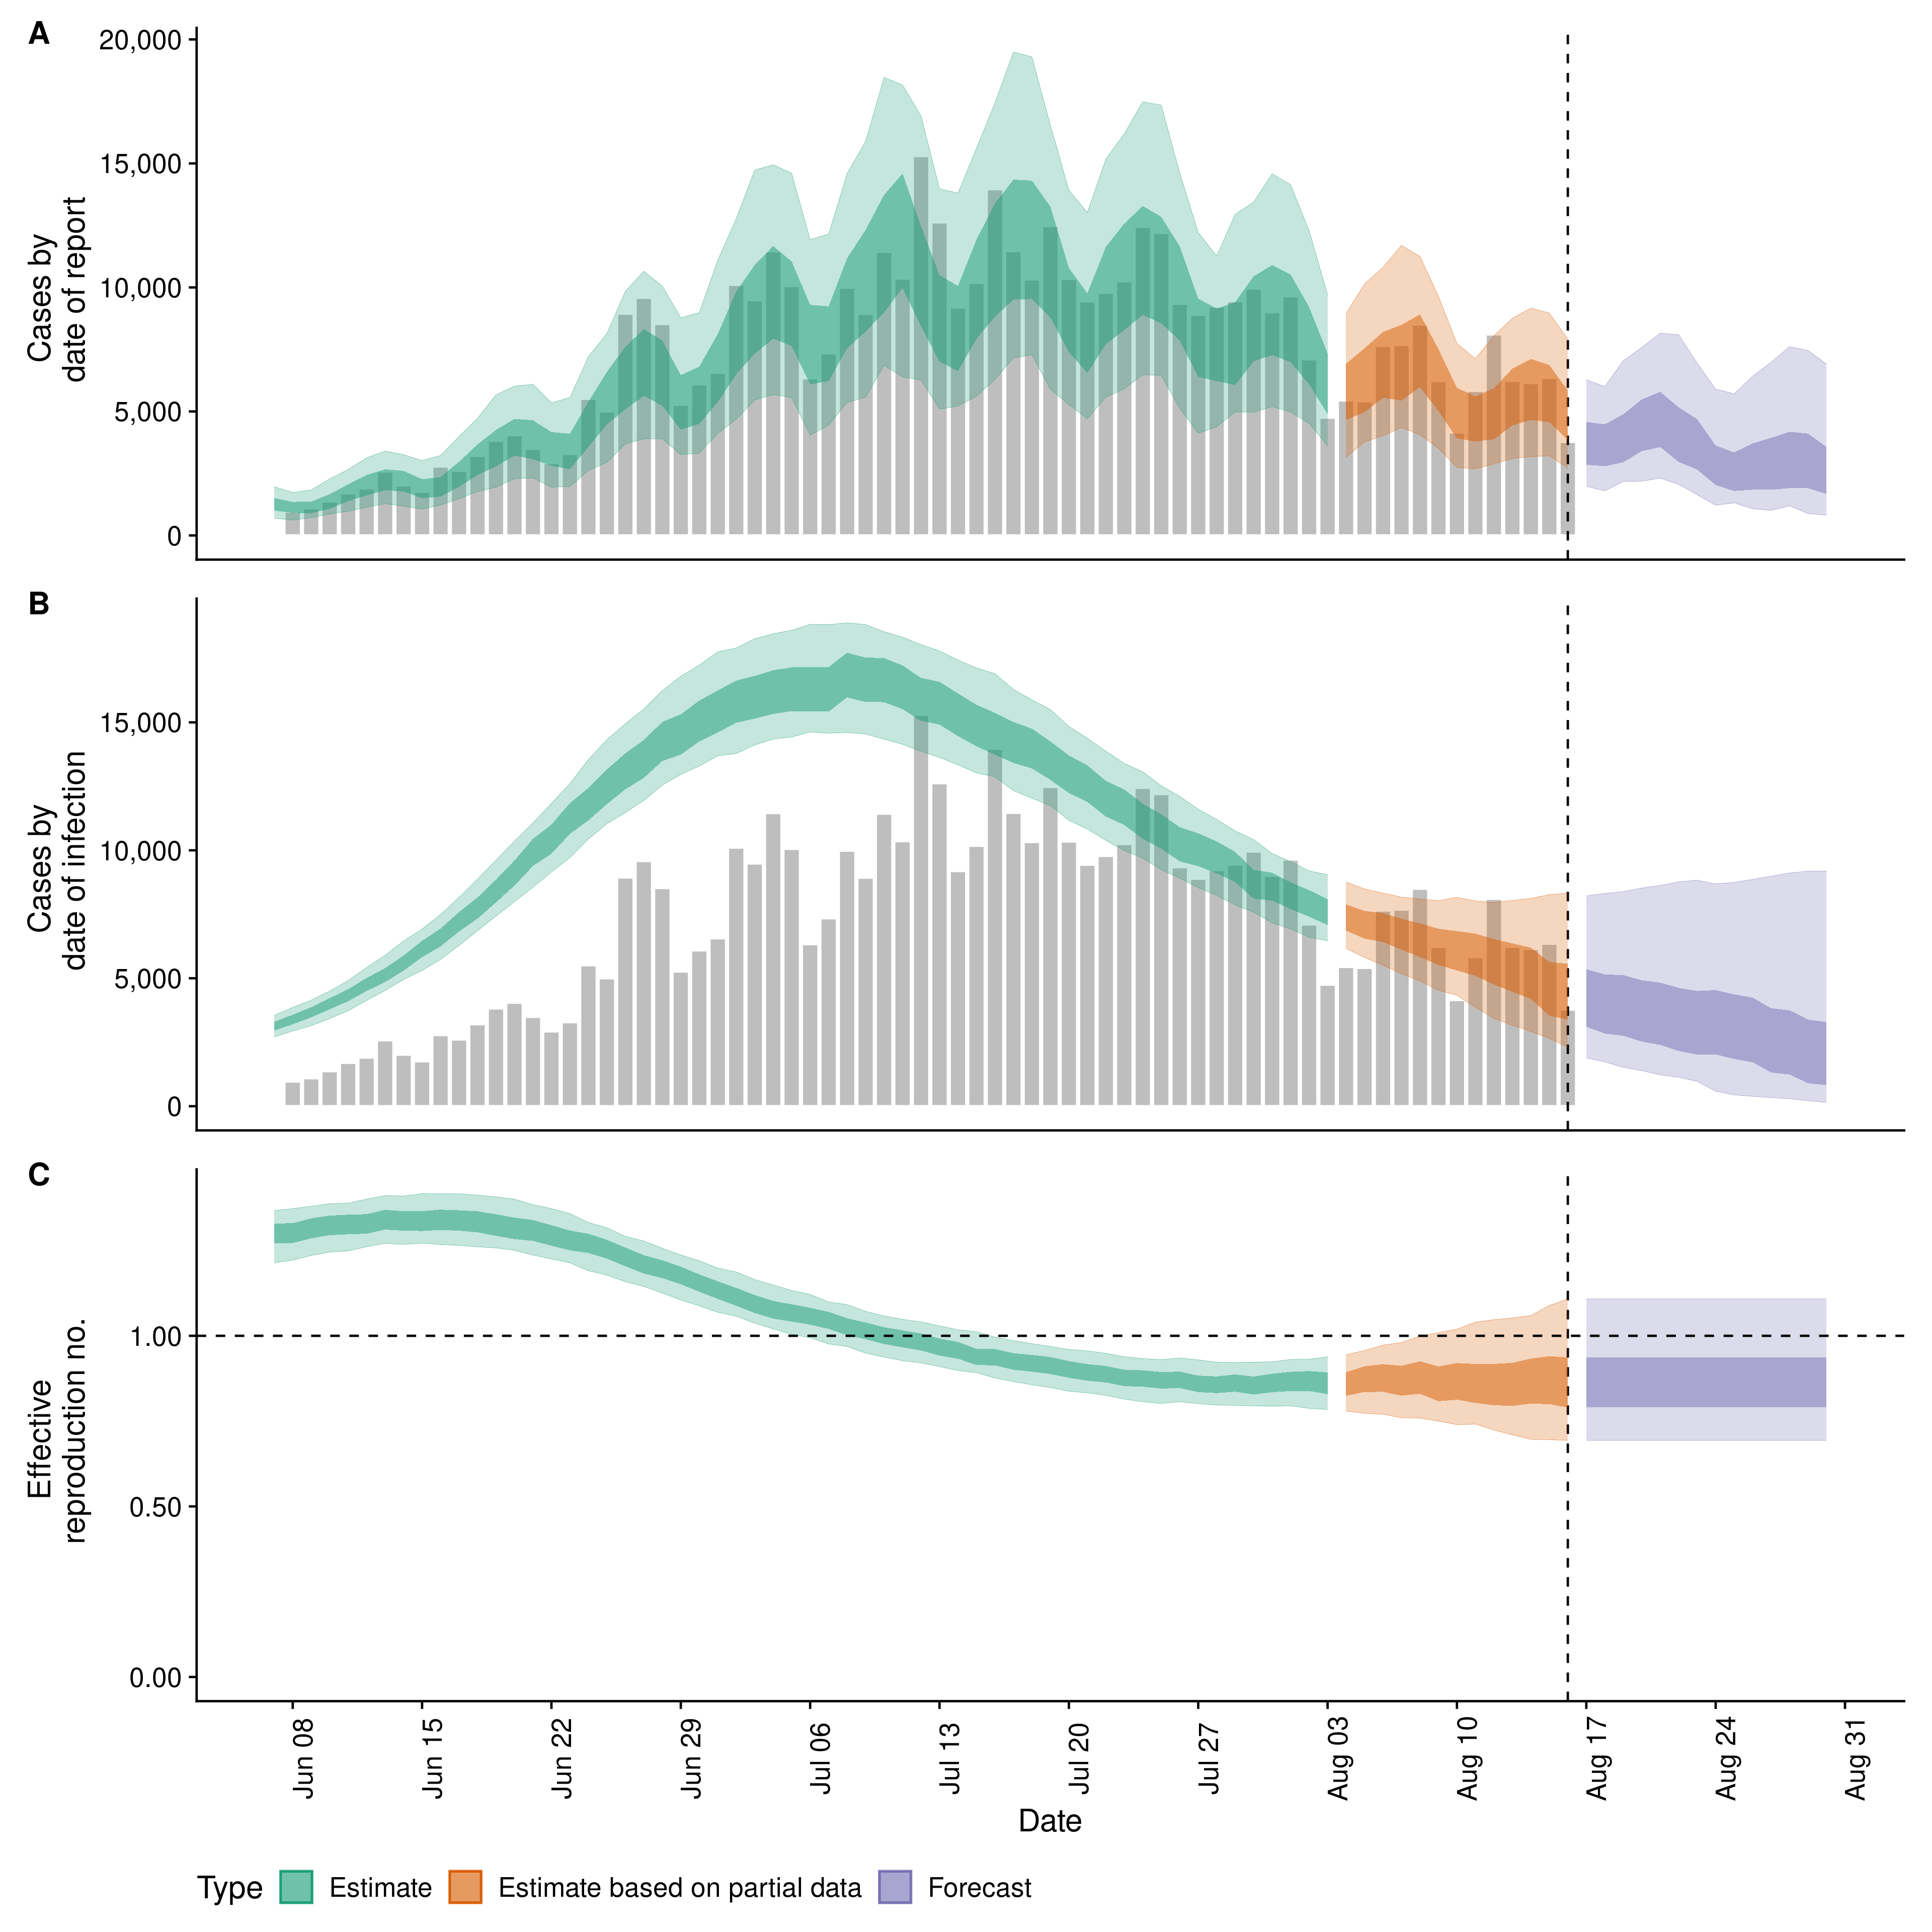 A
20,000
15,000
10,000
5,000
0
Cases by
date of report
B
15,000
10,000
5,000
0
Cases by
date of infection
C
1.00
0.50
0.00
Effective
reproduction no.
Jun 08
Jun 15
Jun 22
Jun 29
Jul 06
Jul 13
Jul 20
Jul 27
Aug 03
Aug 10
Aug 17
Aug 24
Aug 31
Date
Type Estimate Estimate based on partial data Forecast